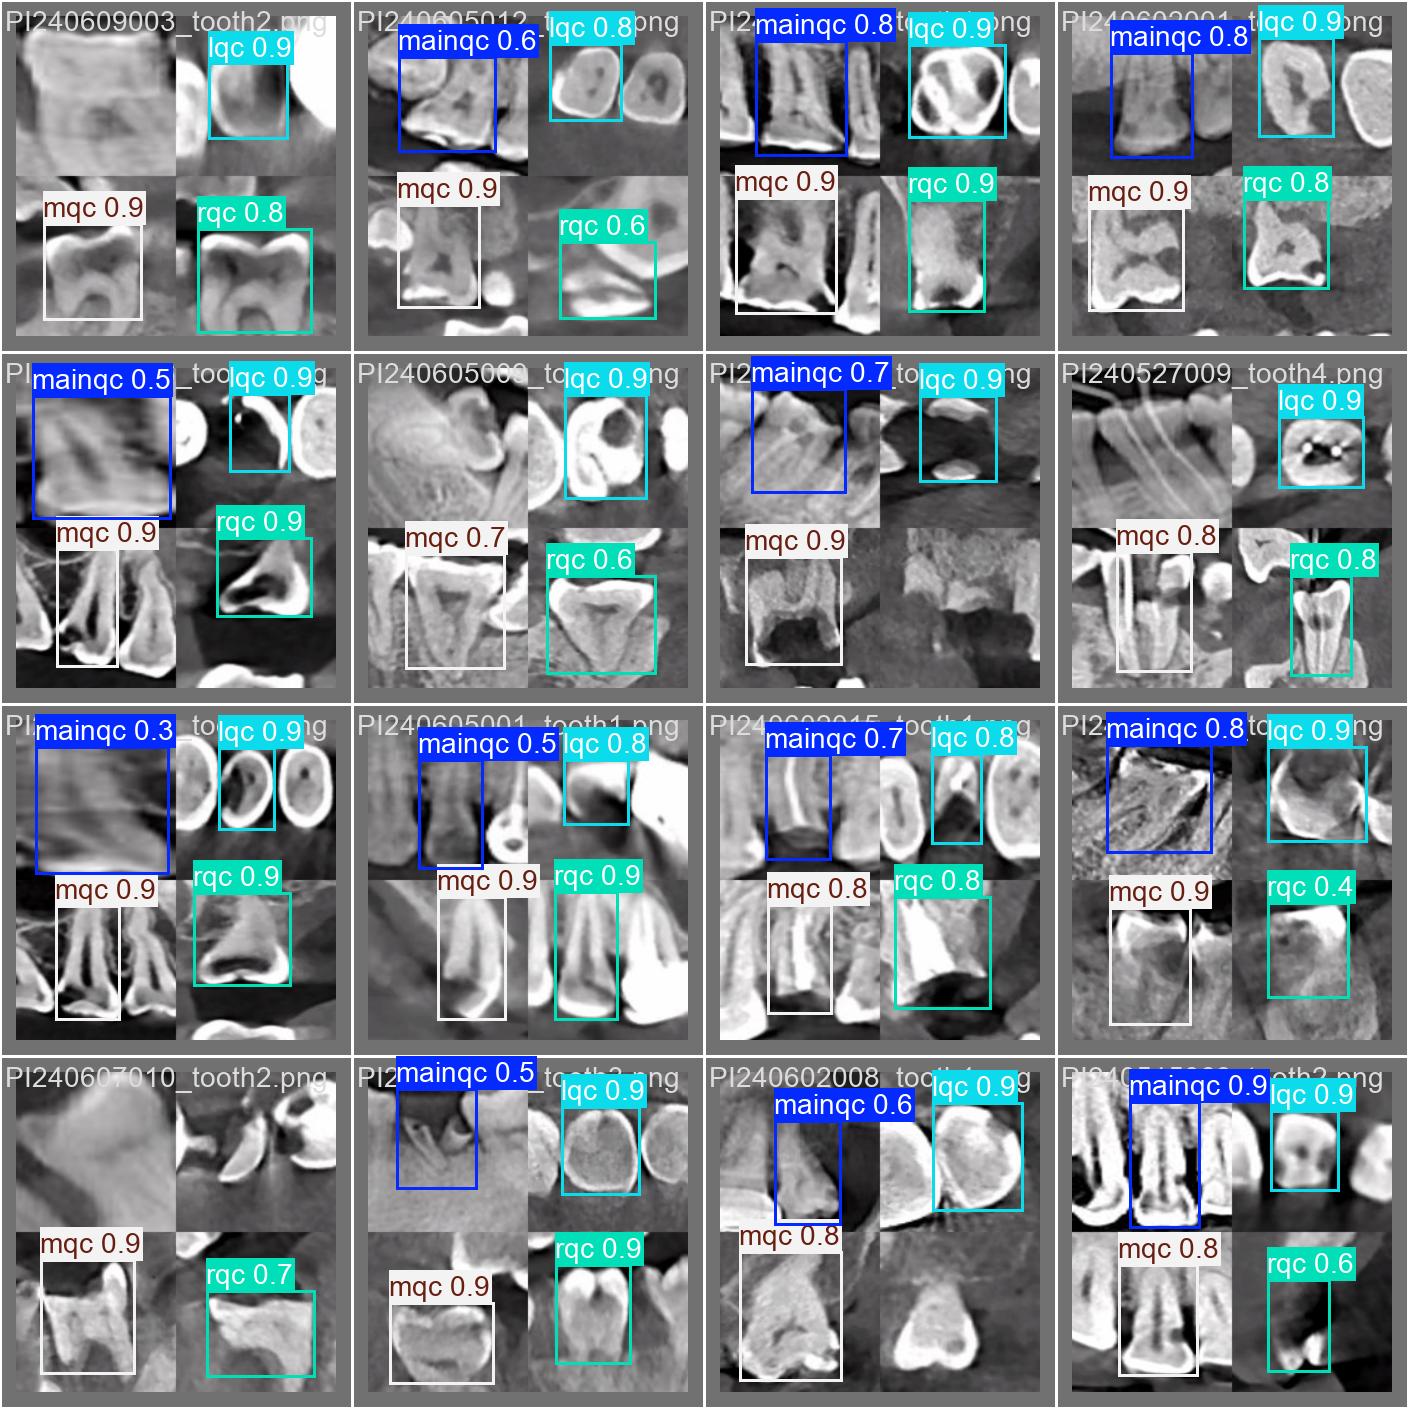 PI240609003_tooth2.png
lqc 0.9
mqc 0.9
rqc 0.8
PI240605012_t
png
mainqc 0.6
lqc 0.8
mqc 0.9
rqc 0.6
mainqc 0.8
lqc 0.9
mqc 0.9
rqc 0.9
PI240602001_t
png
mainqc 0.8
lqc 0.9
mqc 0.9
rqc 0.8
mainqc 0.5
lqc 0.9
mqc 0.9
rqc 0.9
lqc 0.9
mqc 0.7
rqc 0.6
mainqc 0.7
lqc 0.9
mqc 0.9
PI240527009_tooth4.png
lqc 0.9
mqc 0.8
rqc 0.8
mainqc 0.3
lqc 0.9
mqc 0.9
rqc 0.9
PI240605001_tooth1.png
mainqc 0.5
lqc 0.8
mqc 0.9
rqc 0.9
PI240602015_tooth1.png
mainqc 0.7
lqc 0.8
mqc 0.8
rqc 0.8
mainqc 0.8
lqc 0.9
mqc 0.9
rqc 0.4
PI240607010_tooth2.png
mqc 0.9
rqc 0.7
mainqc 0.5
lqc 0.9
mqc 0.9
rqc 0.9
PI240602008
mainqc 0.6
lqc 0.9
mqc 0.8
mainqc 0.9
lqc 0.9
mqc 0.8
rqc 0.6